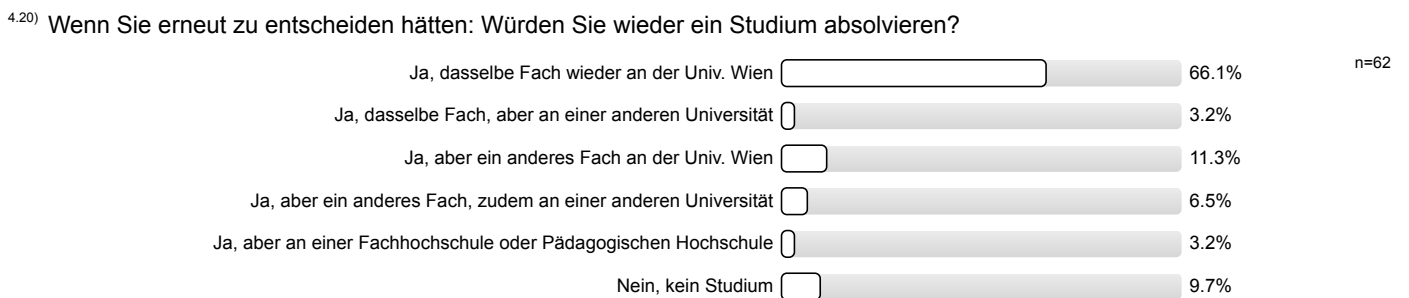 4.20) Wenn Sie erneut zu entscheiden hätten: Würden Sie wieder ein Studium absolvieren?
n=62
Ja, dasselbe Fach wieder an der Univ. Wien 66.1%
Ja, dasselbe Fach, aber an einer anderen Universität 3.2%
Ja, aber ein anderes Fach an der Univ. Wien 11.3%
Ja, aber ein anderes Fach, zudem an einer anderen Universität 6.5%
Ja, aber an einer Fachhochschule oder Pädagogischen Hochschule 3.2%
Nein, kein Studium 9.7%